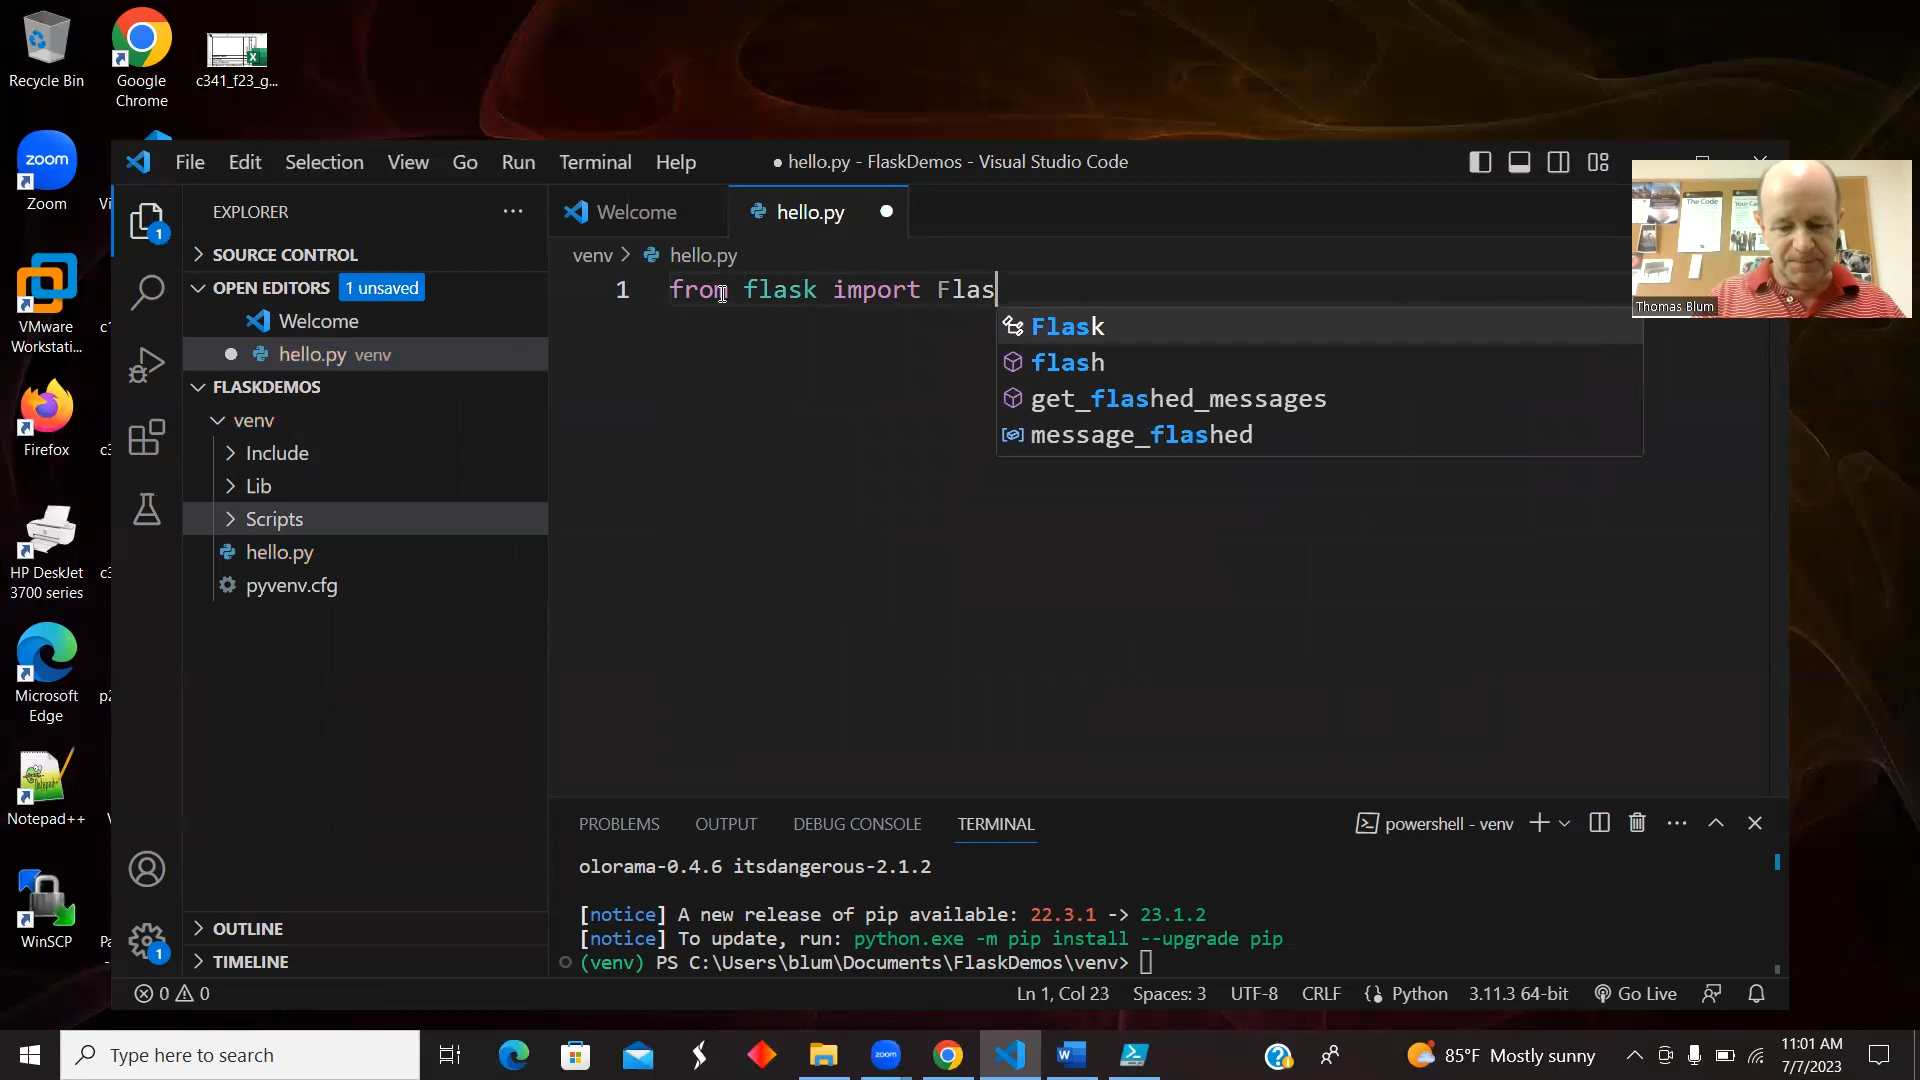 Recycle Bin
Google
Chrome
c341_f23_g...
zoom
Zoom
VMware
Workstati...
Firefox
HP DeskJet
3700 series
Microsoft
Edge
Notepad++
WinSCP
File Edit Selection View Go Run Terminal Help
● hello.py - FlaskDemos - Visual Studio Code
EXPLORER ...
SOURCE CONTROL
OPEN EDITORS 1 unsaved
Welcome
hello.py venv
FLASKDEMOS
venv
Include
Lib
Scripts
hello.py
pyvenv.cfg
OUTLINE
TIMELINE
1
1
Welcome
hello.py
venv > hello.py
1 from flask import Flas
Flask
flash
get_flashed_messages
message_flashed
The Code
Thomas Blum
PROBLEMS OUTPUT DEBUG CONSOLE TERMINAL
powershell - venv
olorama-0.4.6 itsdangerous-2.1.2
[notice] A new release of pip available: 22.3.1 -> 23.1.2
[notice] To update, run: python.exe -m pip install --upgrade pip
(venv) PS C:\Users\blum\Documents\FlaskDemos\venv>
0 0
Ln 1, Col 23 Spaces: 3 UTF-8 CRLF Python 3.11.3 64-bit Go Live
Type here to search
zoom
85°F Mostly sunny
11:01 AM
7/7/2023